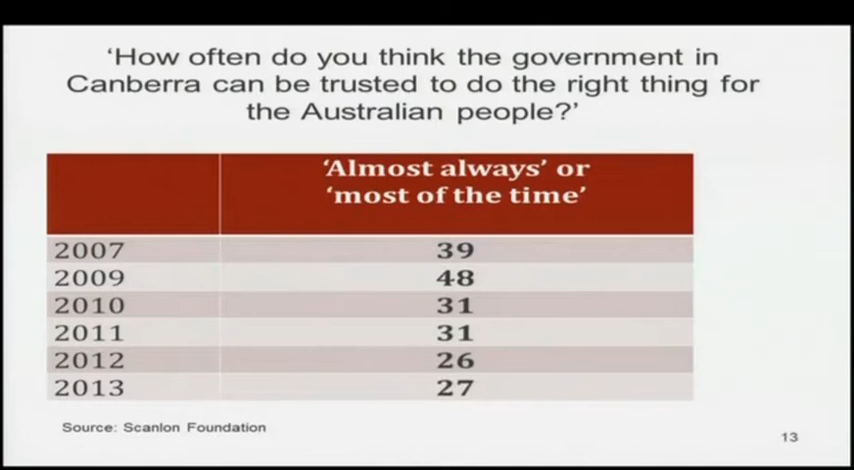 ‘How often do you think the government in
Canberra can be trusted to do the right thing for
the Australian people?’
‘Almost always’ or
‘most of the time’
2007 39
2009 48
2010 31
2011 31
2012 26
2013 27
Source: Scanlon Foundation
13